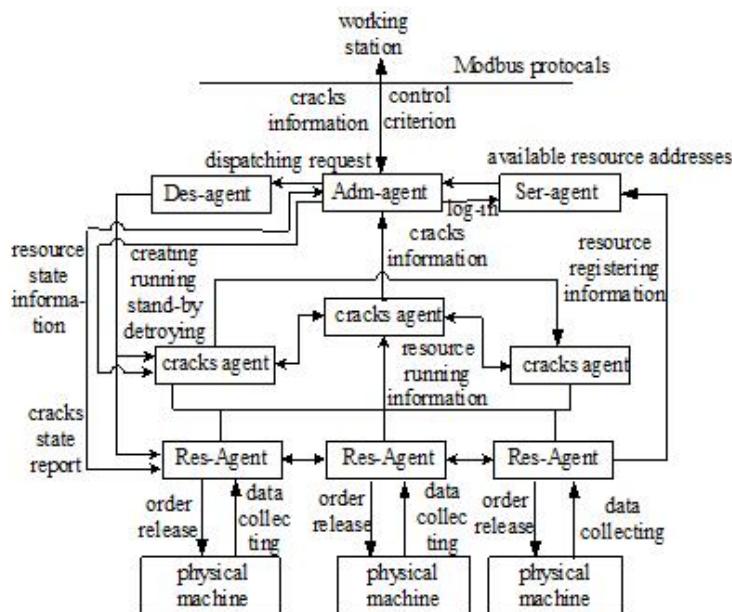 working
station
Modbus protocals
cracks
information
control
criterion
dispatching request
available resource addresses
Des-agent
Adm-agent
Ser-agent
log-in
cracks
information
resource
state
informa-
tion
creating
running
stand-by
detroying
resource
registering
information
cracks agent
cracks agent
cracks agent
resource
running
information
cracks
state
report
Res-Agent
Res-Agent
Res-Agent
order
release
data
collec
ting
order
release
data
collec
ting
order
release
data
collecting
physical
machine
physical
machine
physical
machine